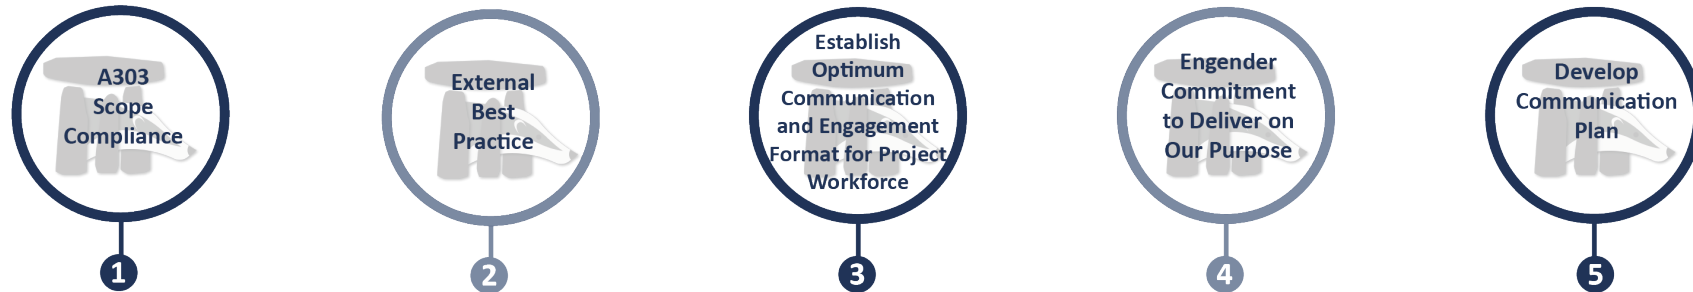 A303
Scope
Compliance
1
External
Best
Practice
2
Establish
Optimum
Communication
and Engagement
Format for Project
Workforce
3
Engender
Commitment
to Deliver on
Our Purpose
4
Develop
Communication
Plan
5